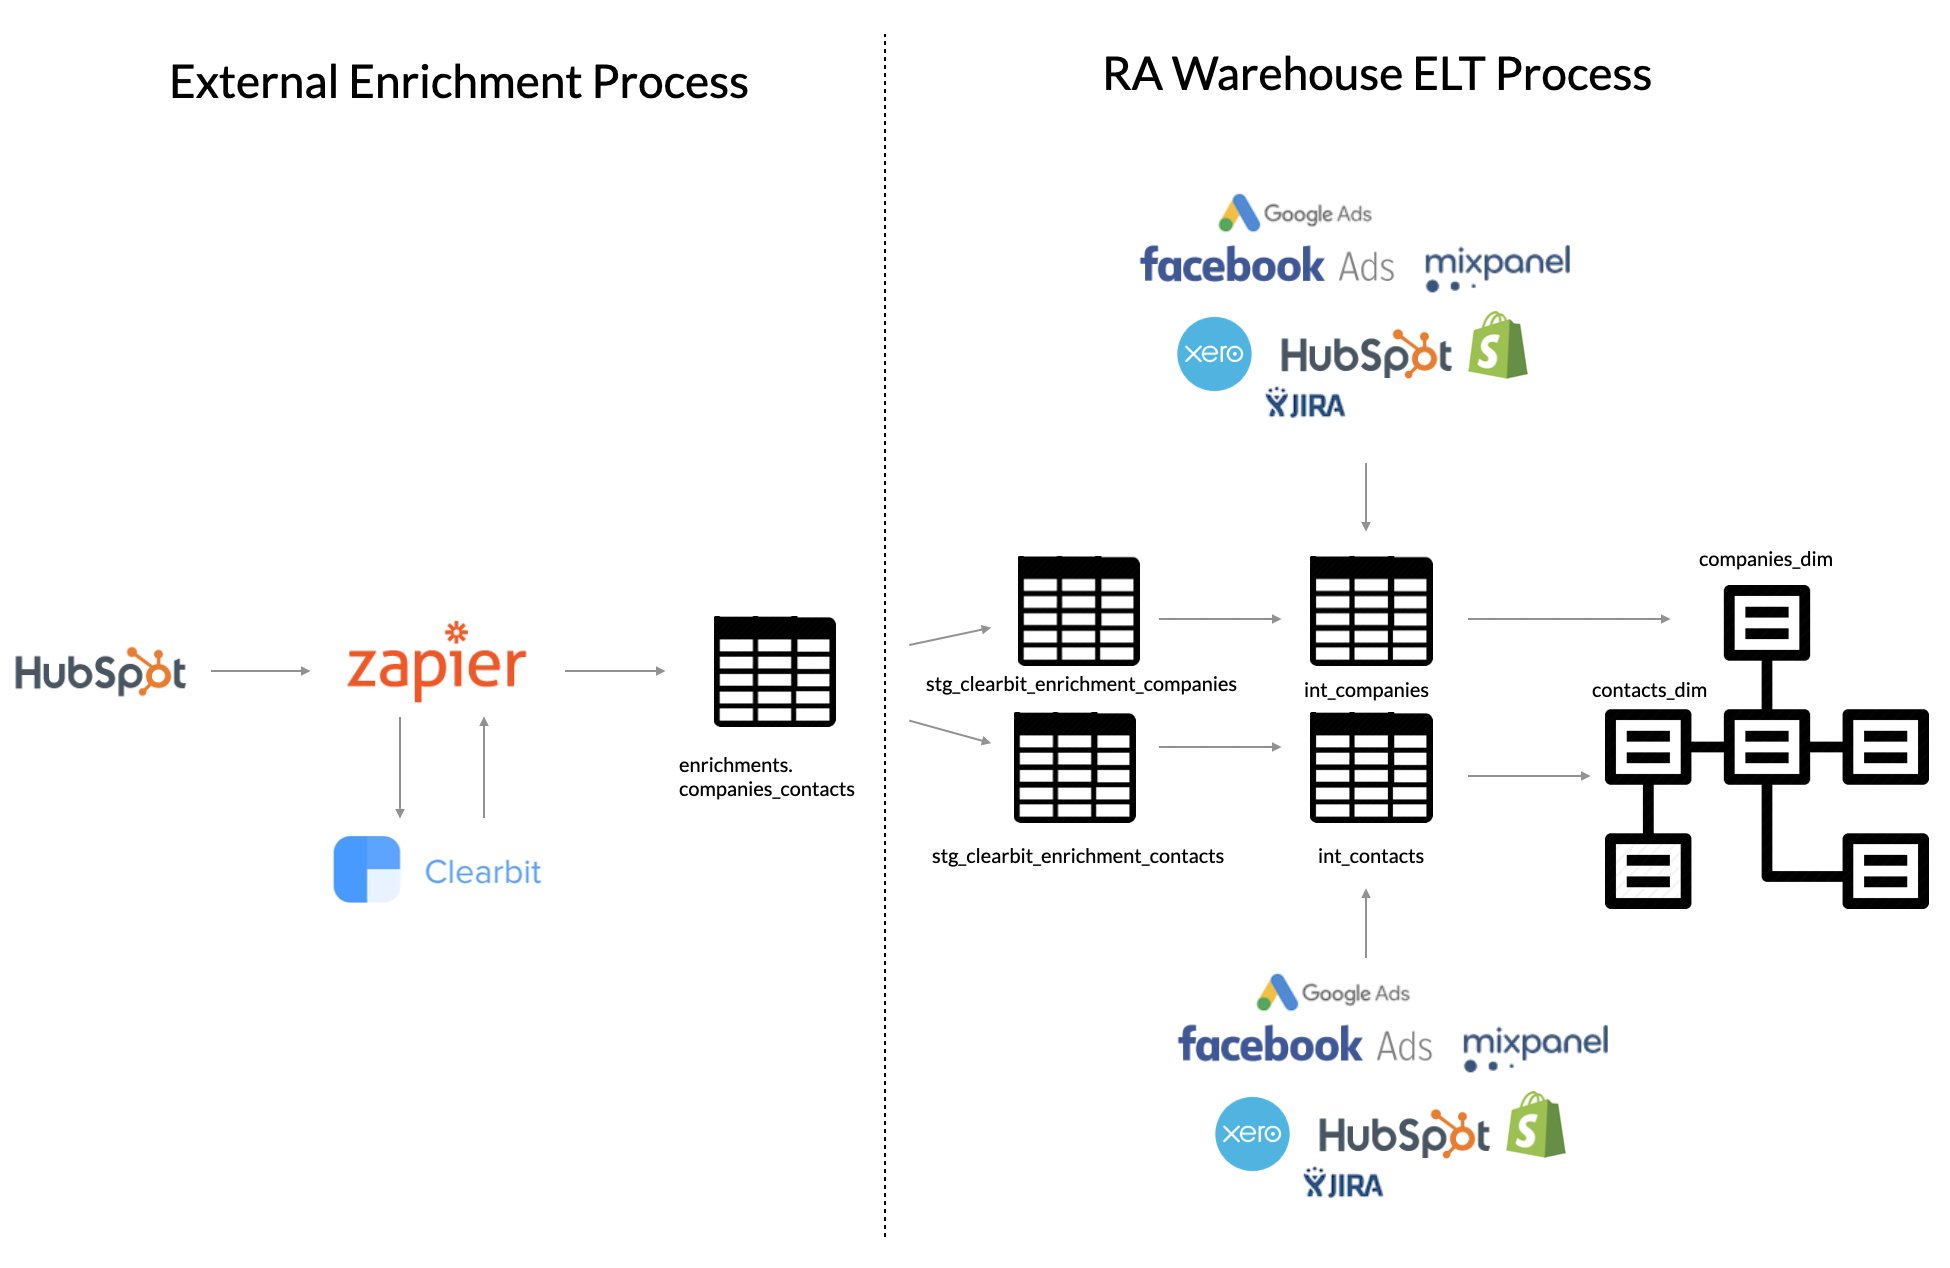 External Enrichment Process
RA Warehouse ELT Process
Google Ads
facebook Ads
mixpanel
xero
HubSpot
S
JIRA
HubSpot
zapier
Clearbit
enrichments.
companies_contacts
stg_clearbit_enrichment_companies
int_companies
companies_dim
contacts_dim
stg_clearbit_enrichment_contacts
int_contacts
Google Ads
facebook Ads
mixpanel
xero
HubSpot
S
JIRA